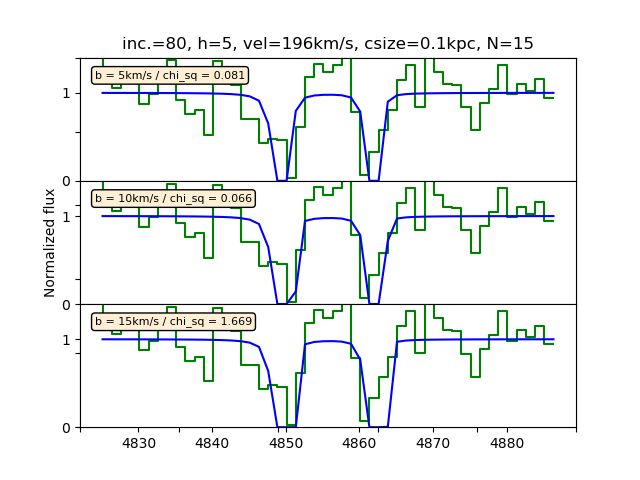 inc.=80, h=5, vel=196km/s, csize=0.1kpc, N=15
b = 5km/s / chi_sq = 0.081
1
0
b = 10km/s / chi_sq = 0.066
1
0
Normalized flux
b = 15km/s / chi_sq = 1.669
1
0
4830 4840 4850 4860 4870 4880